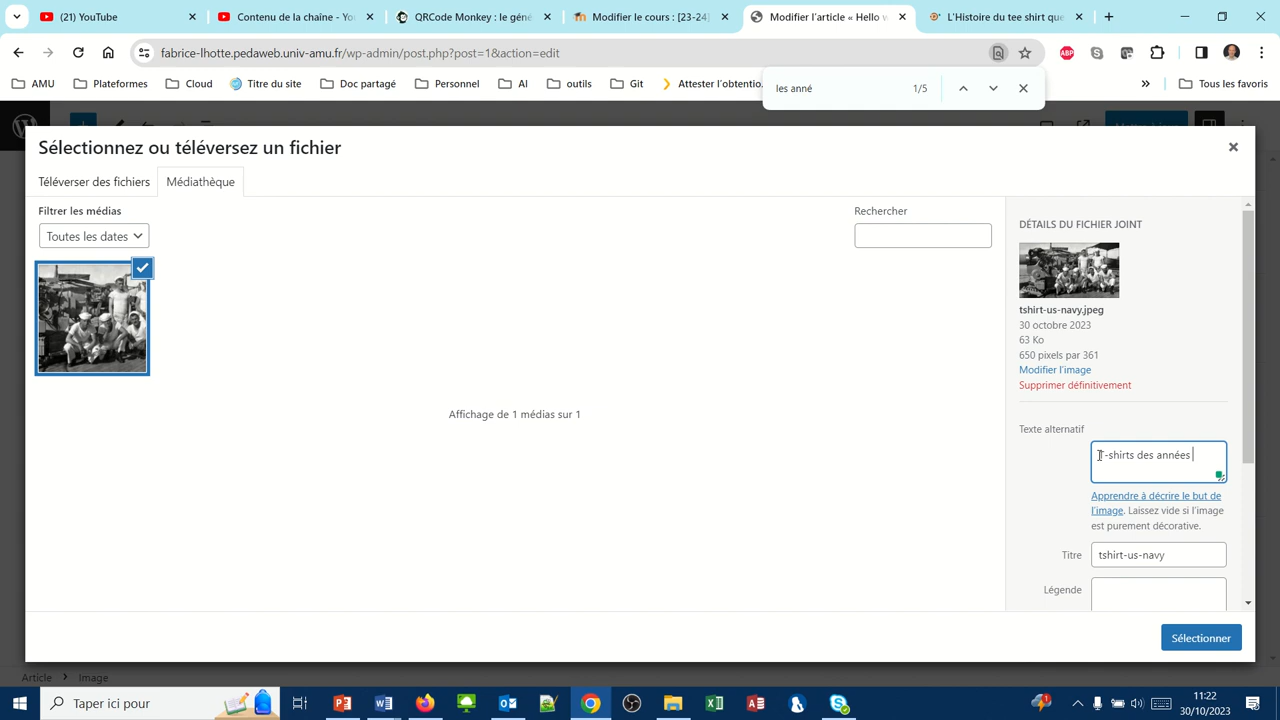 (21) YouTube
Contenu de la chaîne - You
QRCode Monkey : le géné
Modifier le cours : [23-24]
Modifier l'article « Hello w
L'Histoire du tee shirt que
fabrice-lhotte.pedaweb.univ-amu.fr/wp-admin/post.php?post=1&action=edit
AMU
Plateformes
Cloud
Titre du site
Doc partagé
Personnel
AI
outils
Git
Attester l'obtentio
Tous les favoris
les anné
1/5
Sélectionnez ou téléversez un fichier
Téléverser des fichiers
Médiathèque
Filtrer les médias
Toutes les dates
Rechercher
Affichage de 1 médias sur 1
DÉTAILS DU FICHIER JOINT
tshirt-us-navy.jpeg
30 octobre 2023
63 Ko
650 pixels par 361
Modifier l'image
Supprimer définitivement
Texte alternatif
T-shirts des années
Apprendre à décrire le but de
l'image. Laissez vide si l'image
est purement décorative.
Titre
tshirt-us-navy
Légende
Sélectionner
Article
Image
Taper ici pour
11:22
30/10/2023